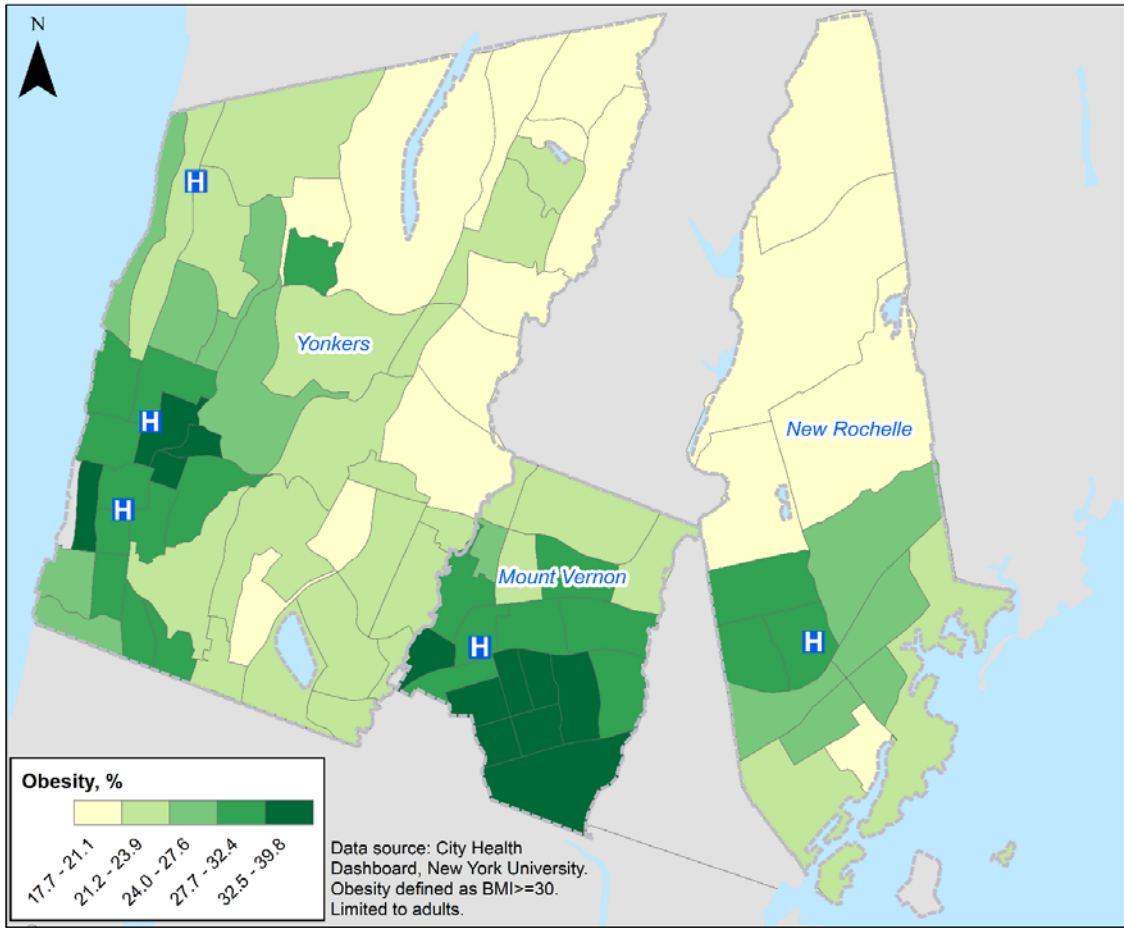 N
H
Yonkers
H
New Rochelle
H
Mount Vernon
H
H
Obesity, %
17.7 - 21.1
21.2 - 23.9
24.0 - 27.6
27.7 - 32.4
32.5 - 39.8
Data source: City Health
Dashboard, New York University.
Obesity defined as BMI>=30.
Limited to adults.